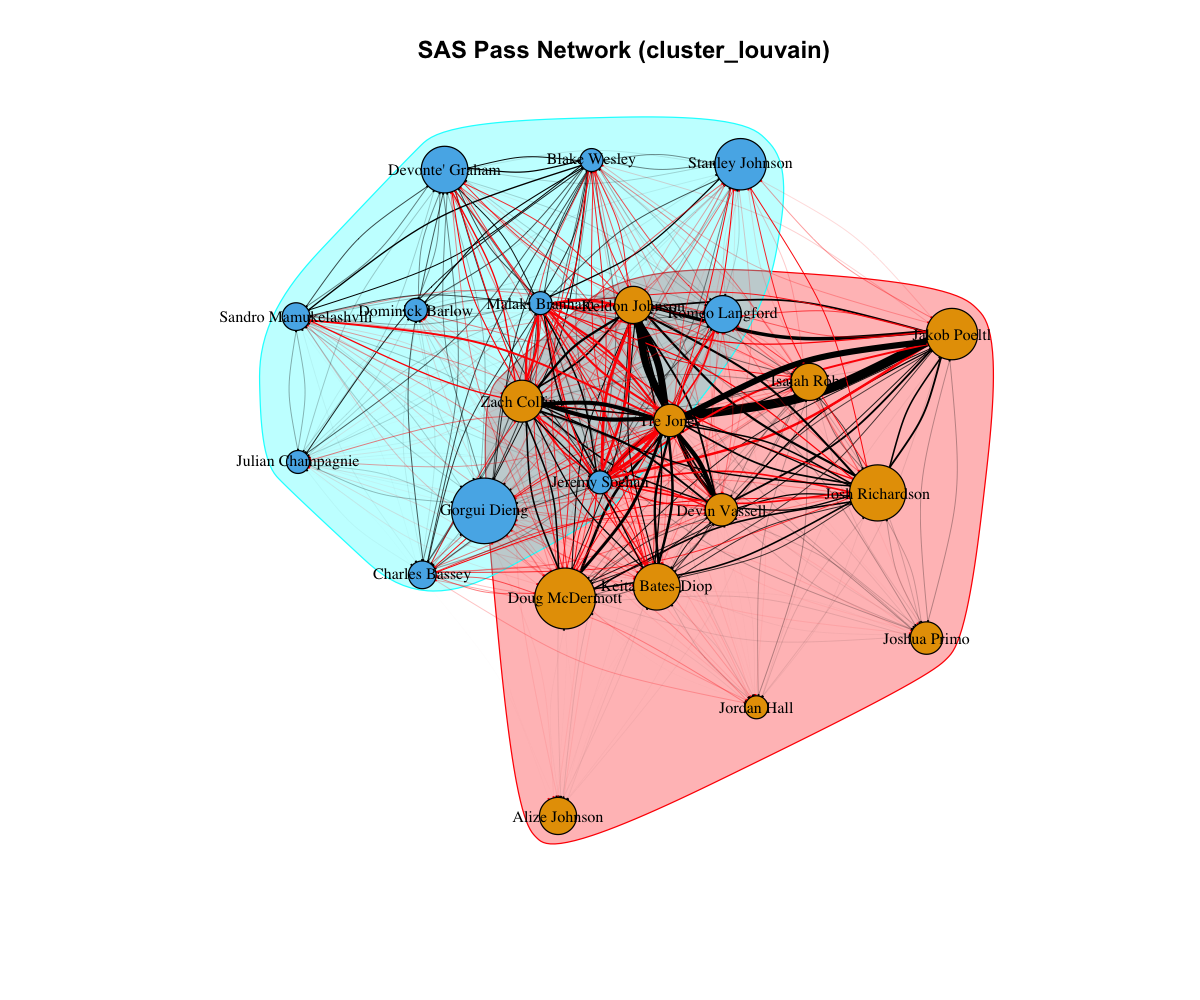 SAS Pass Network (cluster_louvain)
Blake Wesley
Stanley Johnson
Devonte' Graham
Malaki Branham
Keldon Johnson
Dominick Barlow
Romeo Langford
Sandro Mamukelashvili
Jakob Poeltl
Isaiah Roby
Zach Collins
Tre Jones
Julian Champagnie
Jeremy Sochan
Josh Richardson
Gorgui Dieng
Devin Vassell
Charles Bassey
Keita Bates-Diop
Doug McDermott
Joshua Primo
Jordan Hall
Alize Johnson